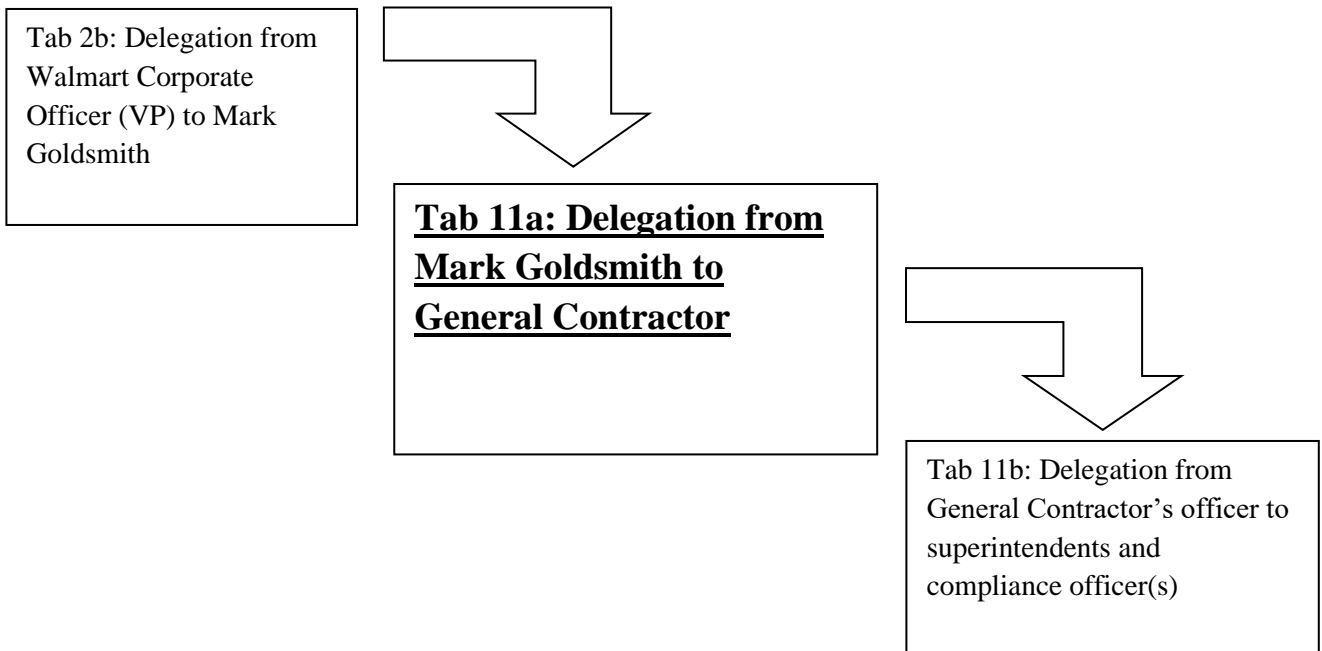 Tab 2b: Delegation from
Walmart Corporate
Officer (VP) to Mark
Goldsmith
Tab 11a: Delegation from
Mark Goldsmith to
General Contractor
Tab 11b: Delegation from
General Contractor’s officer to
superintendents and
compliance officer(s)